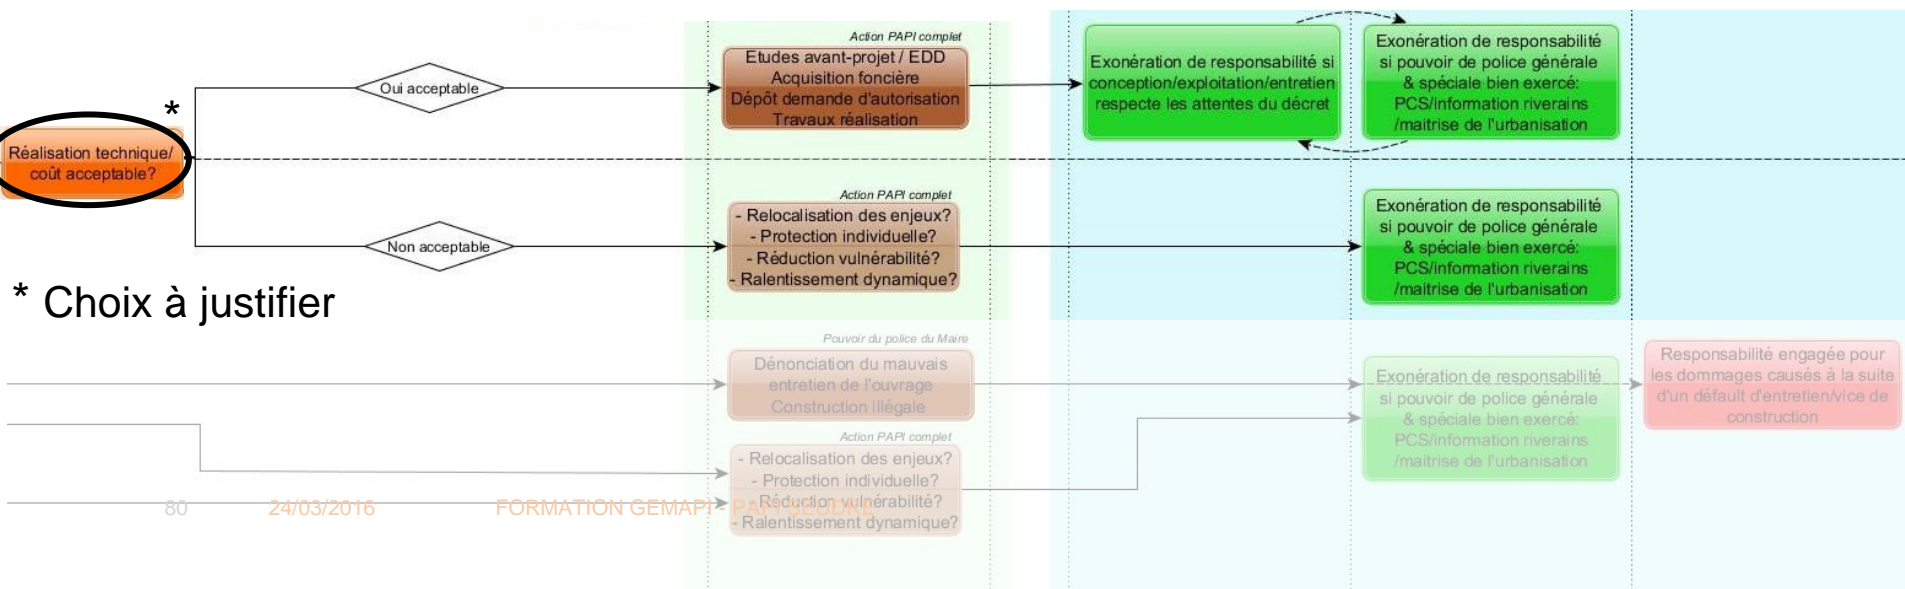 *
Réalisation technique/
coût acceptable?
Oui acceptable
Action PAPI complet
Etudes avant-projet / EDD
Acquisition foncière
Dépôt demande d'autorisation
Travaux réalisation
Exonération de responsabilité si
conception/exploitation/entretien
respecte les attentes du décret
Exonération de responsabilité
si pouvoir de police générale
& spéciale bien exercé:
PCS/information riverains
/maitrise de l'urbanisation
Non acceptable
Action PAPI complet
- Relocalisation des enjeux?
- Protection individuelle?
- Réduction vulnérabilité?
- Ralentissement dynamique?
Exonération de responsabilité
si pouvoir de police générale
& spéciale bien exercé:
PCS/information riverains
/maitrise de l'urbanisation
* Choix à justifier
Pouvoir du police du Maire
Dénonciation du mauvais
entretien de l'ouvrage
Construction illégale
Exonération de responsabilité
si pouvoir de police générale
& spéciale bien exercé:
PCS/information riverains
/maitrise de l'urbanisation
Responsabilité engagée pour
les dommages causés à la suite
d'un défault d'entretien/vice de
construction
Action PAPI complet
- Relocalisation des enjeux?
- Protection individuelle?
- Réduction vulnérabilité?
- Ralentissement dynamique?
80
24/03/2016
FORMATION GEMAPI - PAPI SEUDRE